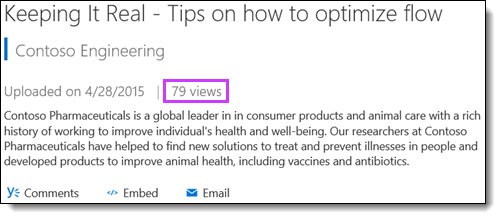 Keeping It Real - Tips on how to optimize flow
Contoso Engineering
Uploaded on 4/28/2015 | 79 views
Contoso Pharmaceuticals is a global leader in in consumer products and animal care with a rich
history of working to improve individual's health and well-being. Our researchers at Contoso
Pharmaceuticals have helped to find new solutions to treat and prevent illnesses in people and
developed products to improve animal health, including vaccines and antibiotics.
Comments </> Embed Email